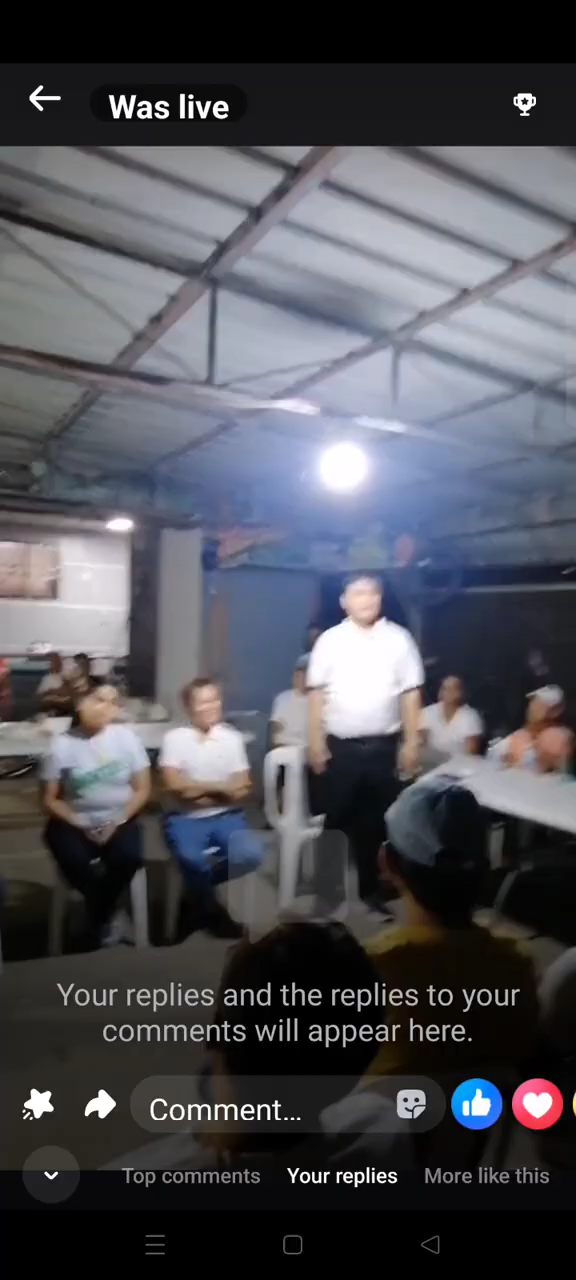 Was live
Your replies and the replies to your
comments will appear here.
Comment...
Top comments Your replies More like this